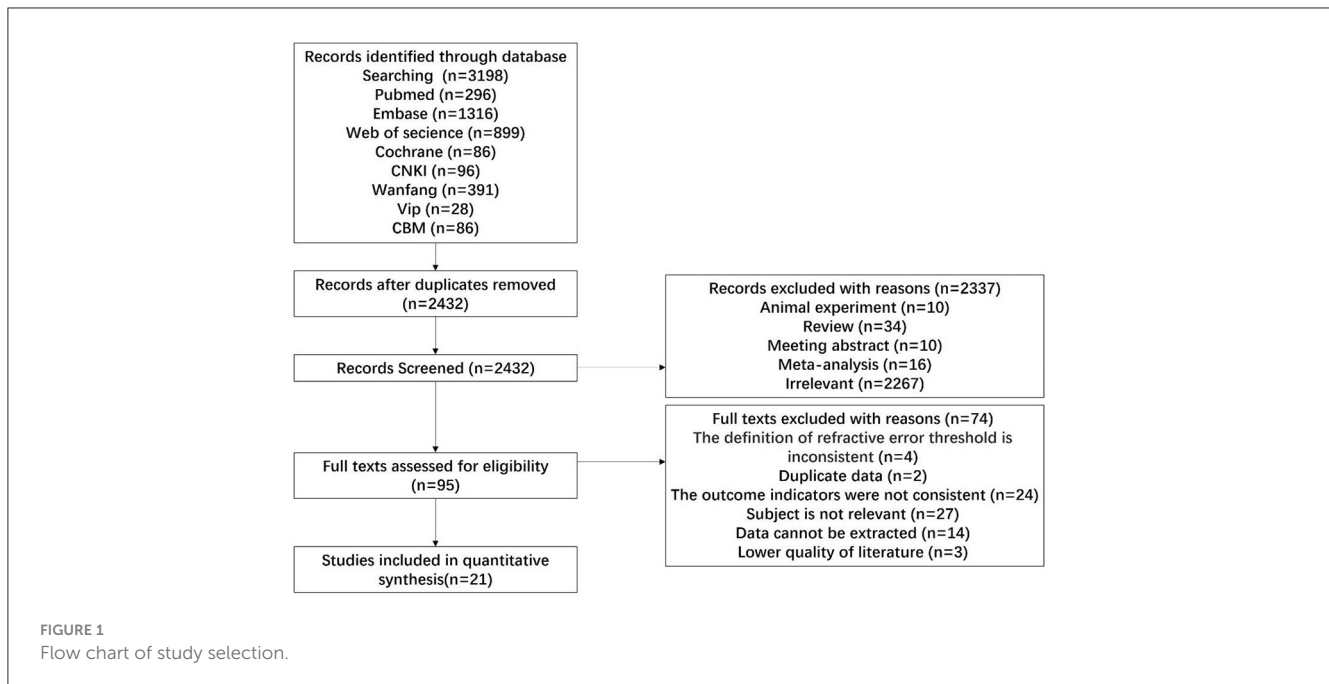 Records identified through database
Searching (n=3198)
Pubmed (n=296)
Embase (n=1316)
Web of secience (n=899)
Cochrane (n=86)
CNKI (n=96)
Wanfang (n=391)
Vip (n=28)
CBM (n=86)
Records after duplicates removed
(n=2432)
Records excluded with reasons (n=2337)
Animal experiment (n=10)
Review (n=34)
Meeting abstract (n=10)
Meta-analysis (n=16)
Irrelevant (n=2267)
Records Screened (n=2432)
Full texts excluded with reasons (n=74)
The definition of refractive error threshold is
inconsistent (n=4)
Duplicate data (n=2)
The outcome indicators were not consistent (n=24)
Subject is not relevant (n=27)
Data cannot be extracted (n=14)
Lower quality of literature (n=3)
Full texts assessed for eligibility
(n=95)
Studies included in quantitative
synthesis(n=21)
FIGURE 1
Flow chart of study selection.